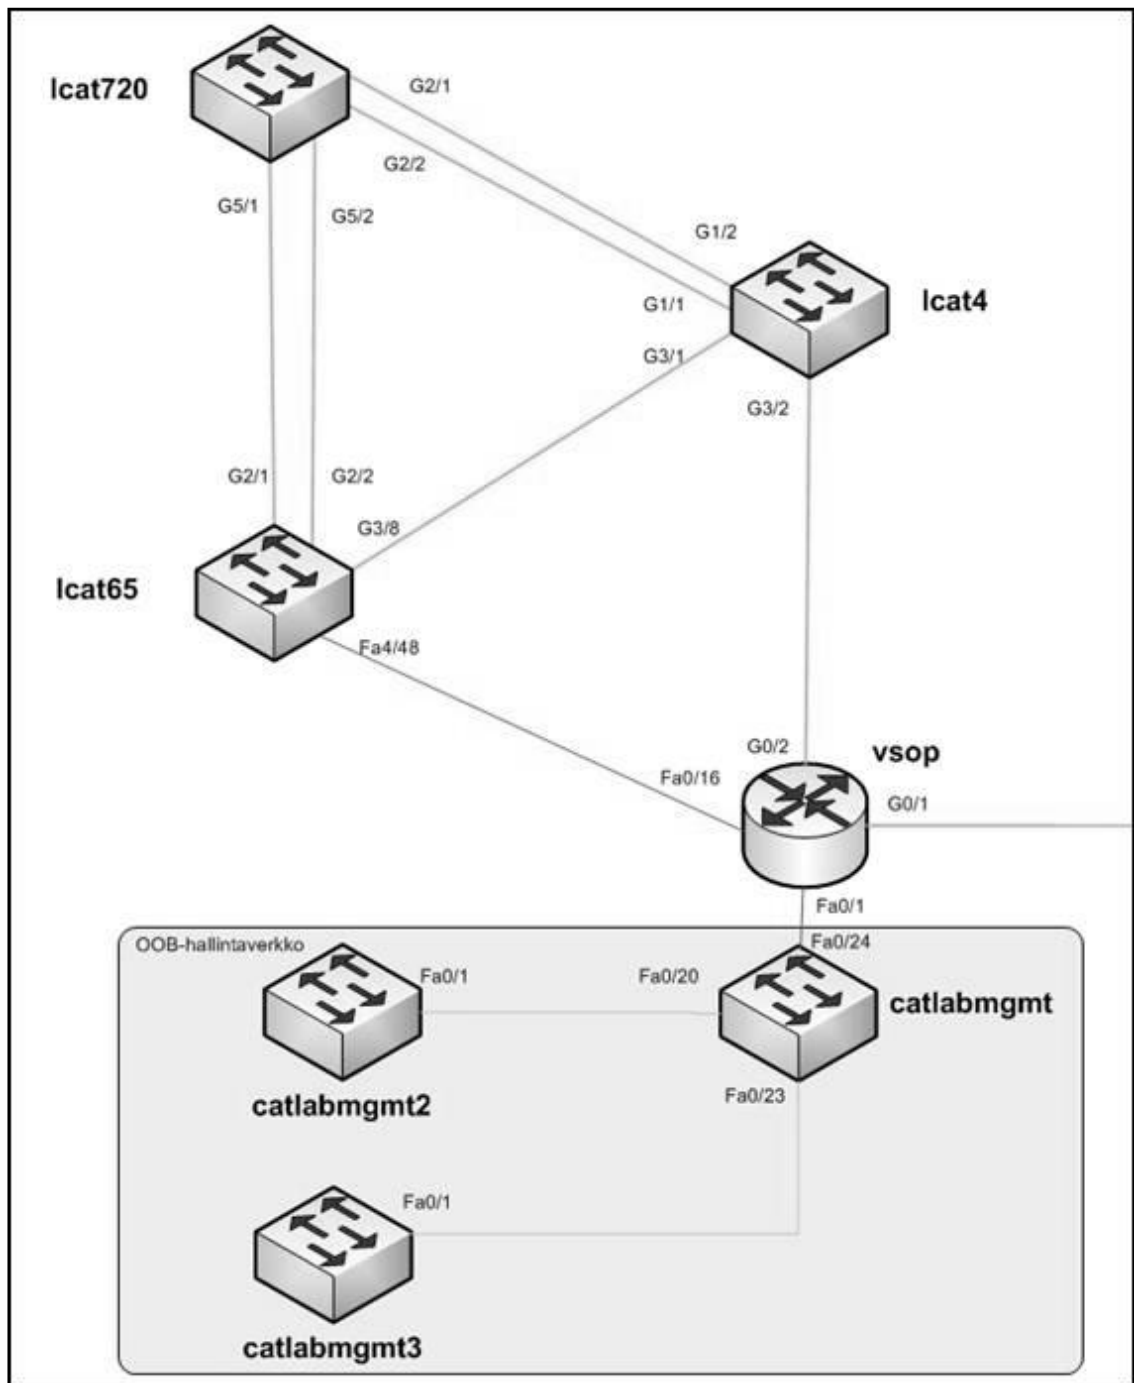 lcat720
G2/1
G2/2
G5/1
G5/2
G1/2
lcat4
G1/1
G3/1
G3/2
G2/1
G2/2
G3/8
lcat65
Fa4/48
G0/2
vsop
Fa0/16
G0/1
Fa0/1
OOB-hallintaverkko
Fa0/24
Fa0/1
Fa0/20
catlabmgmt
Fa0/23
catlabmgmt2
Fa0/1
catlabmgmt3